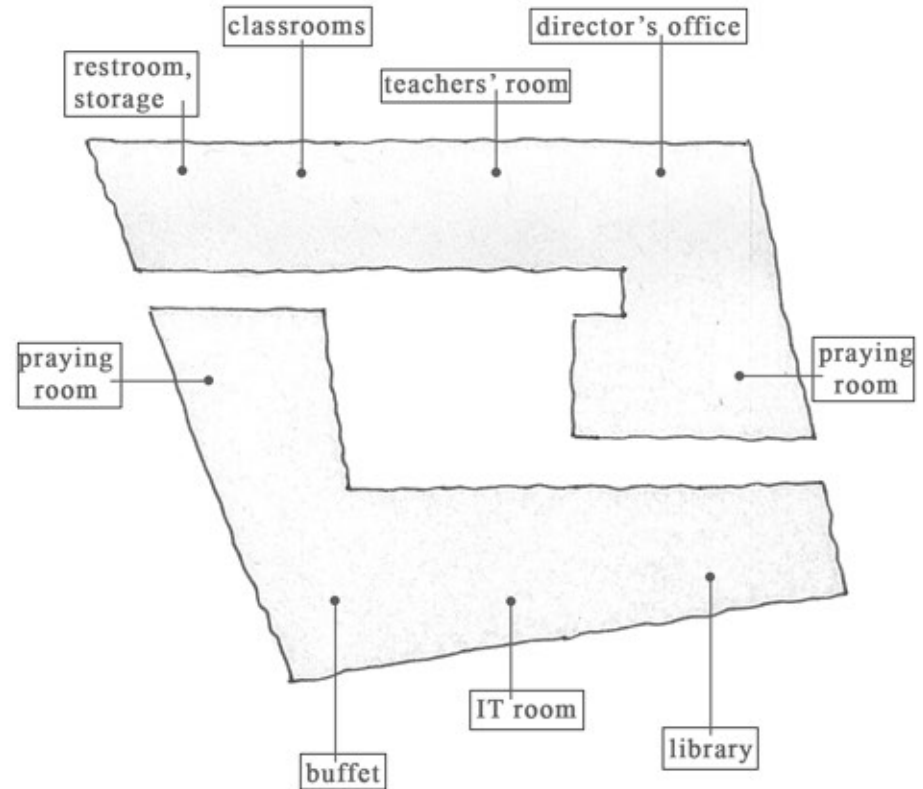 classrooms
director's office
restroom,
storage
teachers' room
praying
room
praying
room
IT room
library
buffet